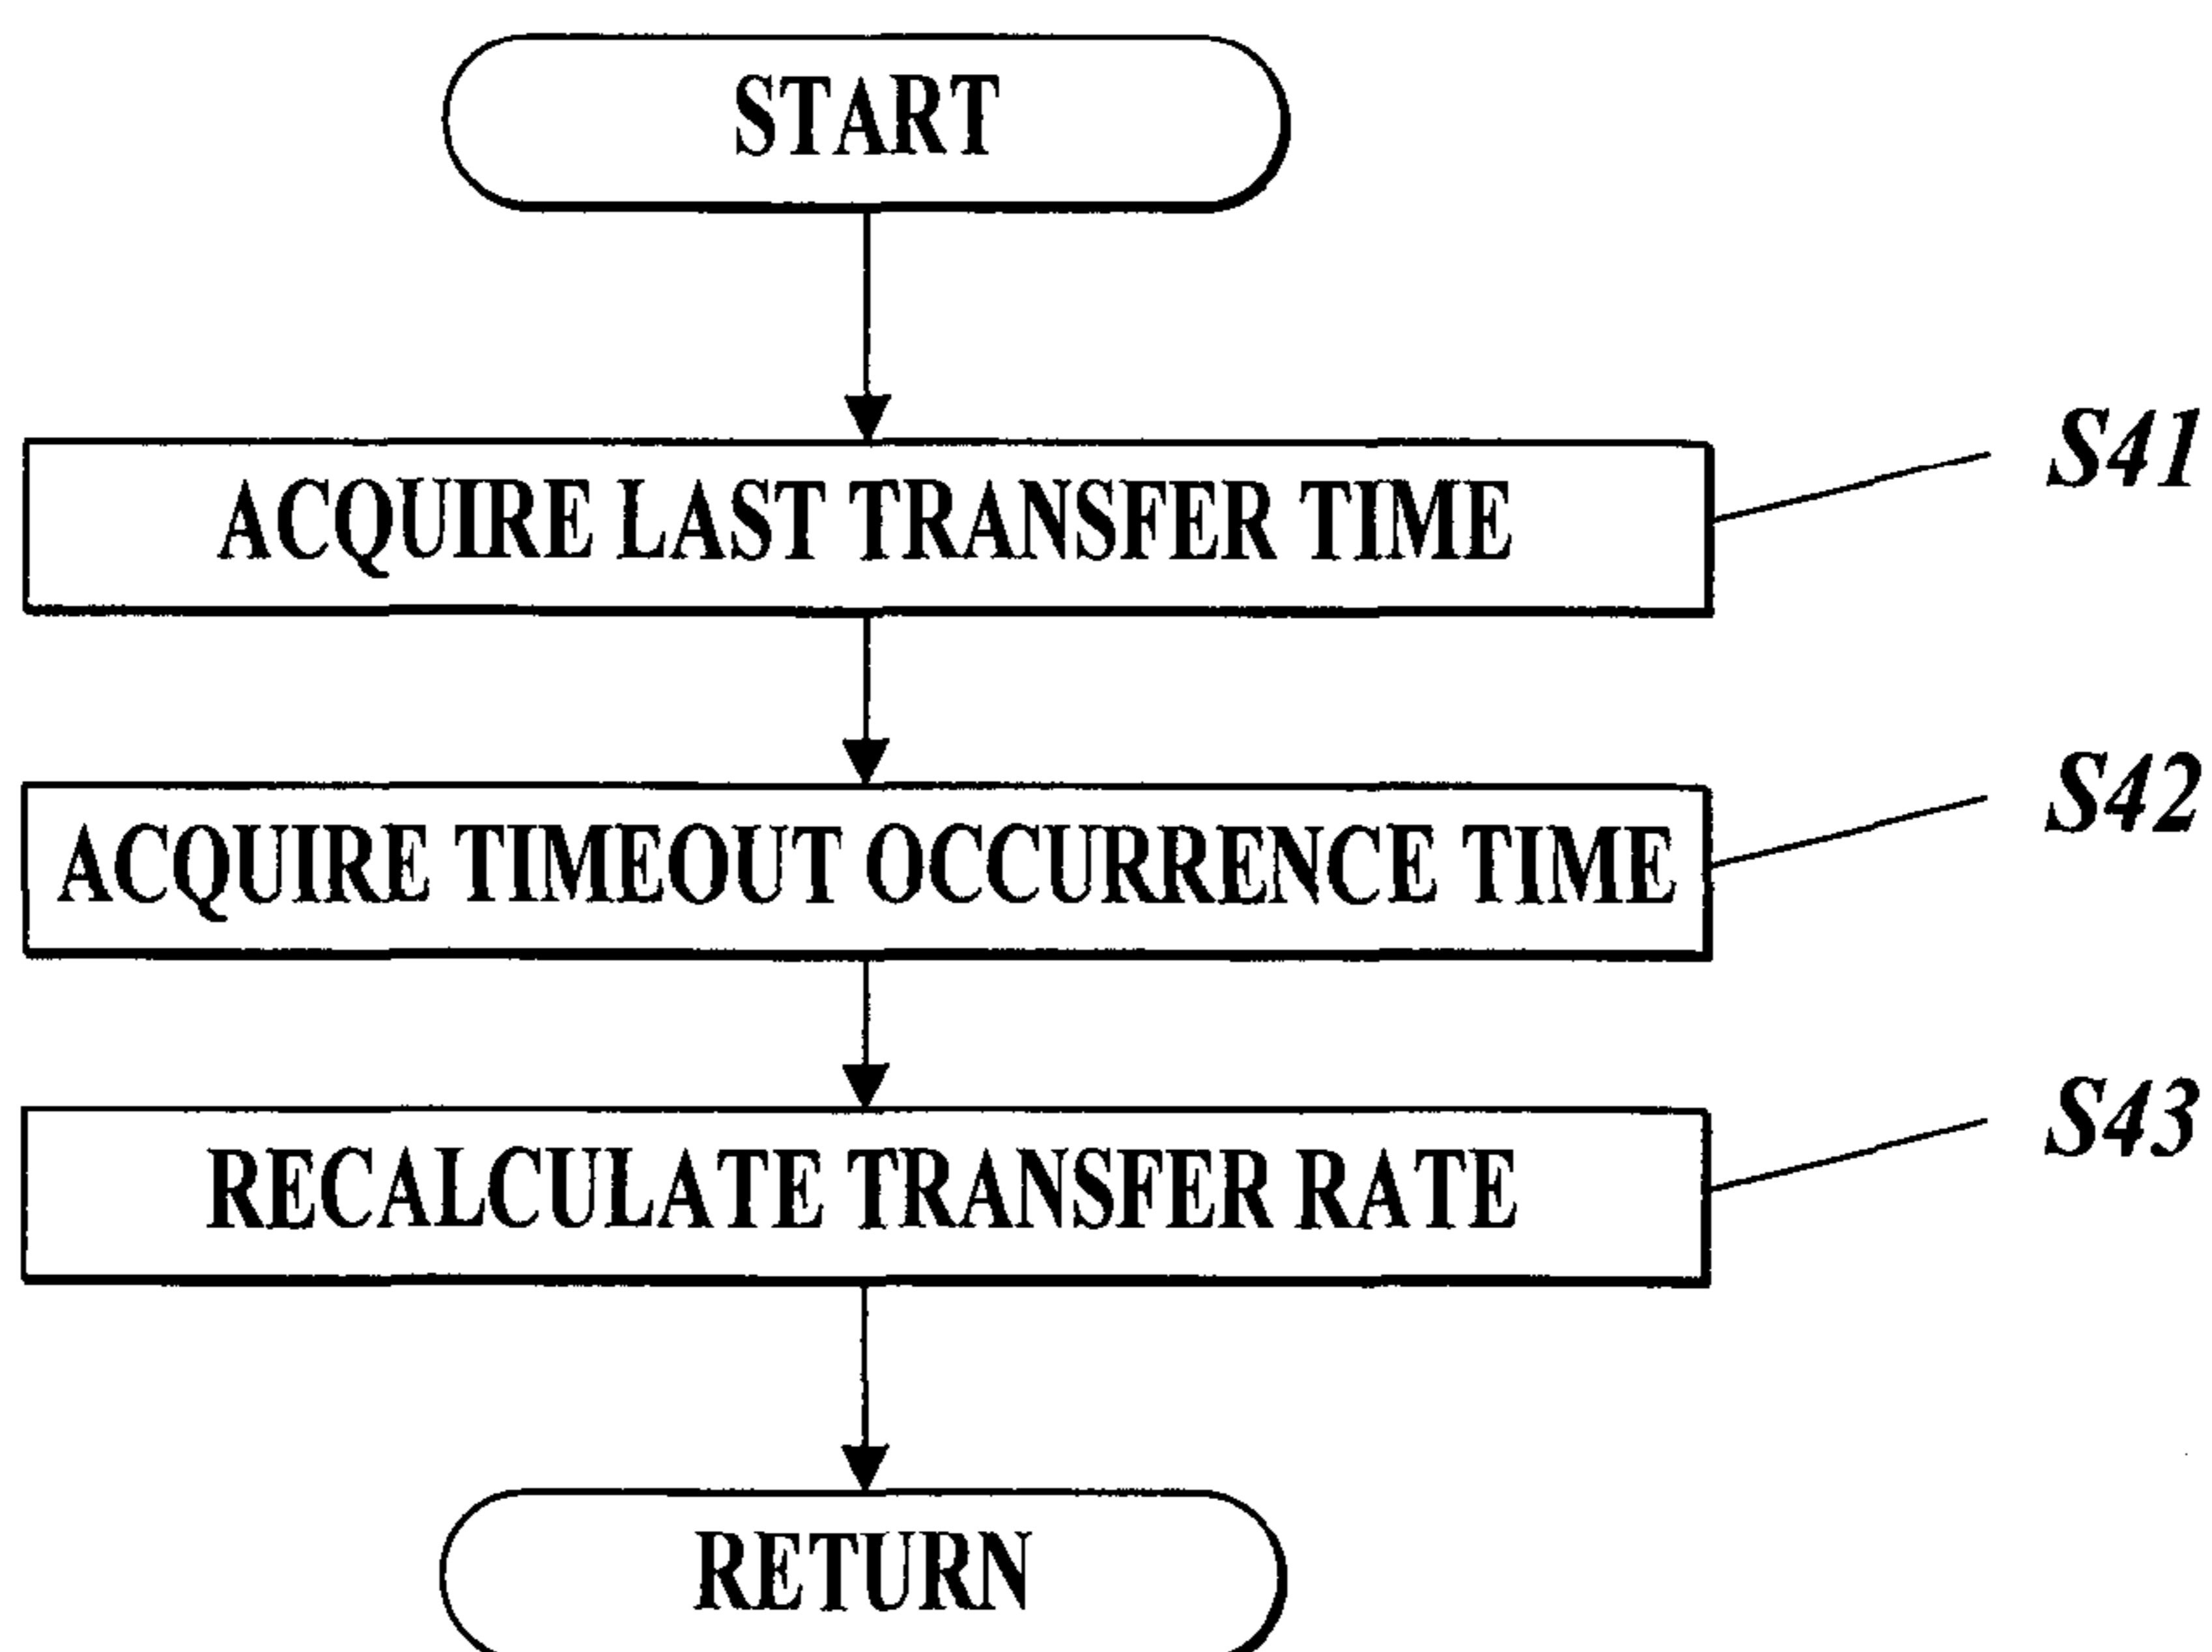 START
ACQUIRE LAST TRANSFER TIME
S41
ACQUIRE TIMEOUT OCCURRENCE TIME
S42
RECALCULATE TRANSFER RATE
S43
RETURN